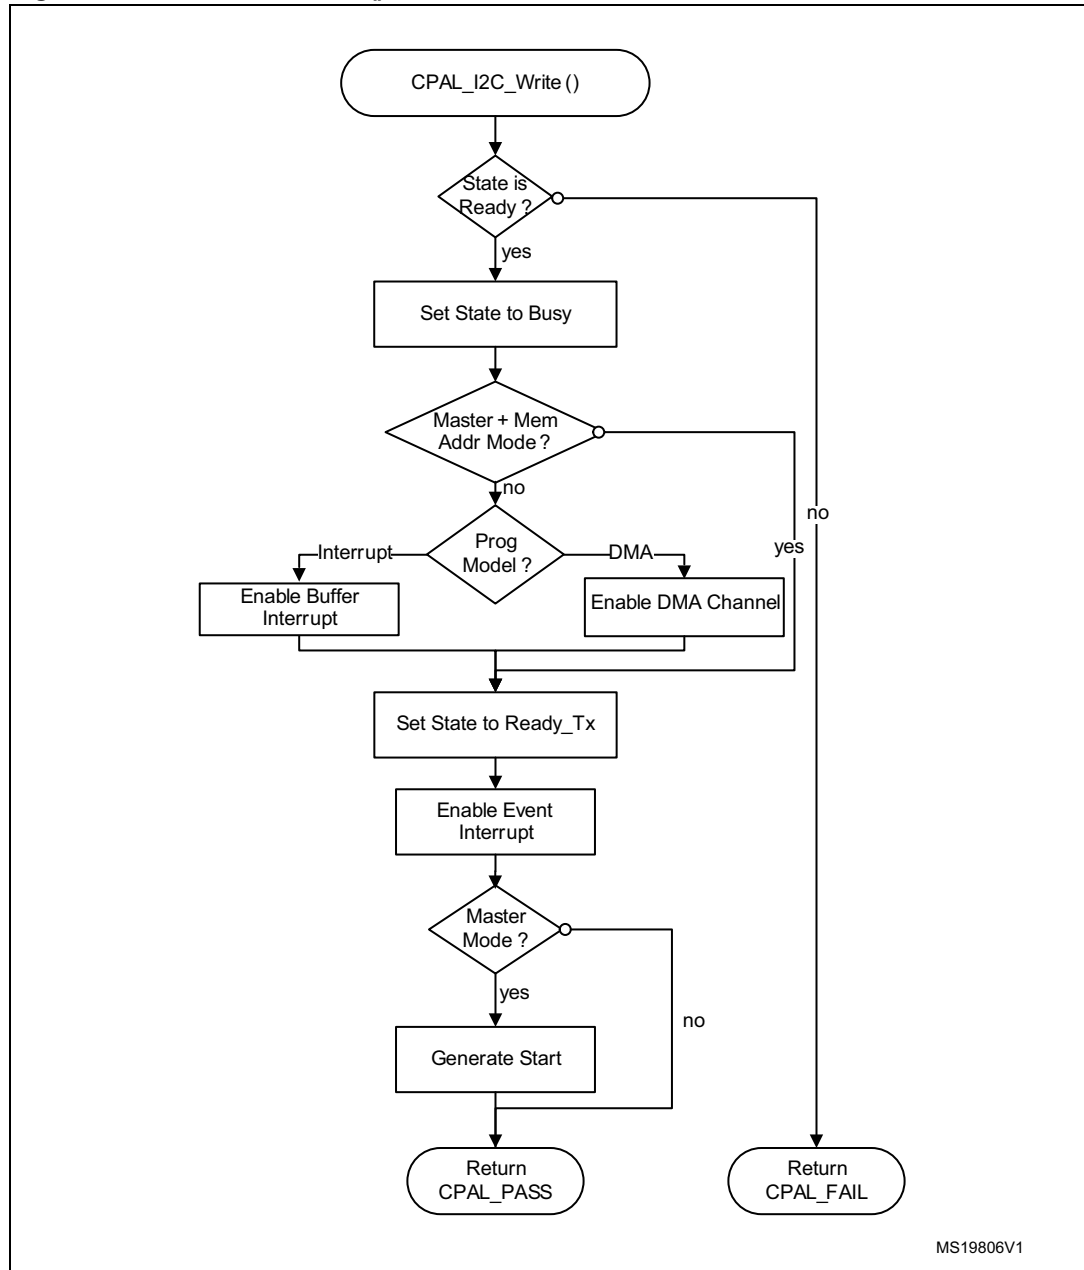 CPAL_I2C_Write ()
State is
Ready ?
yes
Set State to Busy
Master + Mem
Addr Mode ?
no
no
yes
Prog
Model ?
Interrupt
DMA
Enable Buffer
Interrupt
Enable DMA Channel
Set State to Ready_Tx
Enable Event
Interrupt
Master
Mode ?
yes
no
Generate Start
Return
CPAL_PASS
Return
CPAL_FAIL
MS19806V1